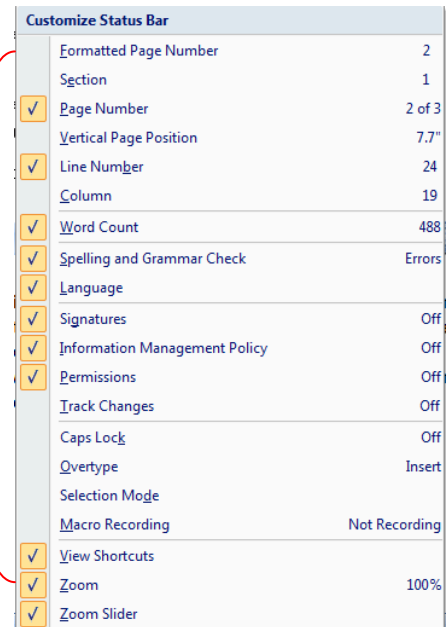 Customize Status Bar
Formatted Page Number 2
Section 1
Page Number 2 of 3
Vertical Page Position 7.7"
Line Number 24
Column 19
Word Count 488
Spelling and Grammar Check Errors
Language
Signatures Off
Information Management Policy Off
Permissions Off
Track Changes Off
Caps Lock Off
Overtype Insert
Selection Mode
Macro Recording Not Recording
View Shortcuts
Zoom 100%
Zoom Slider